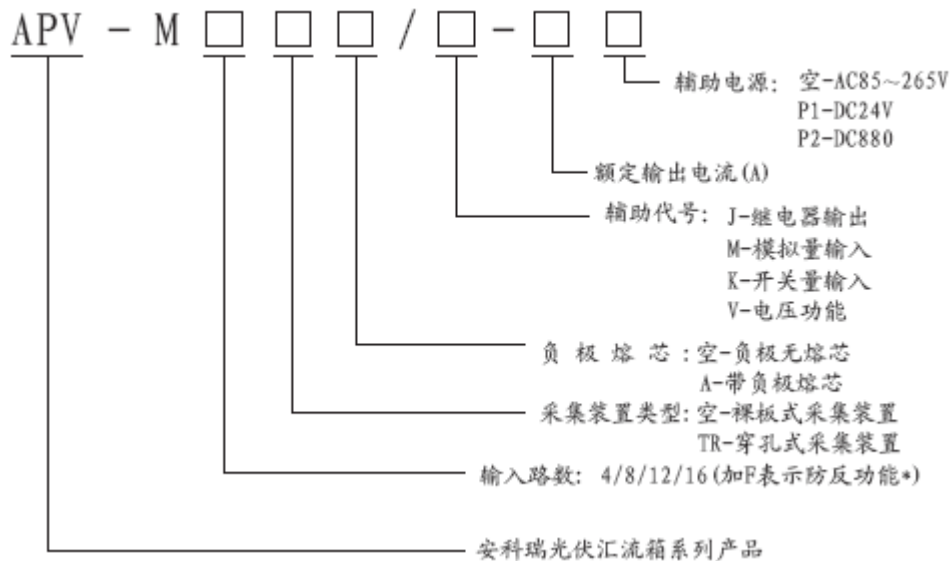 APV - M □ □ □ / □ - □ □
辅助电源: 空-AC85~265V
P1-DC24V
P2-DC880
额定输出电流(A)
辅助代号: J-继电器输出
M-模拟量输入
K-开关量输入
V-电压功能
负 极 熔 芯 :空-负极无熔芯
A-带负极熔芯
采集装置类型: 空-裸板式采集装置
TR-穿孔式采集装置
输入路数: 4/8/12/16(加F表示防反功能*)
安科瑞光伏汇流箱系列产品